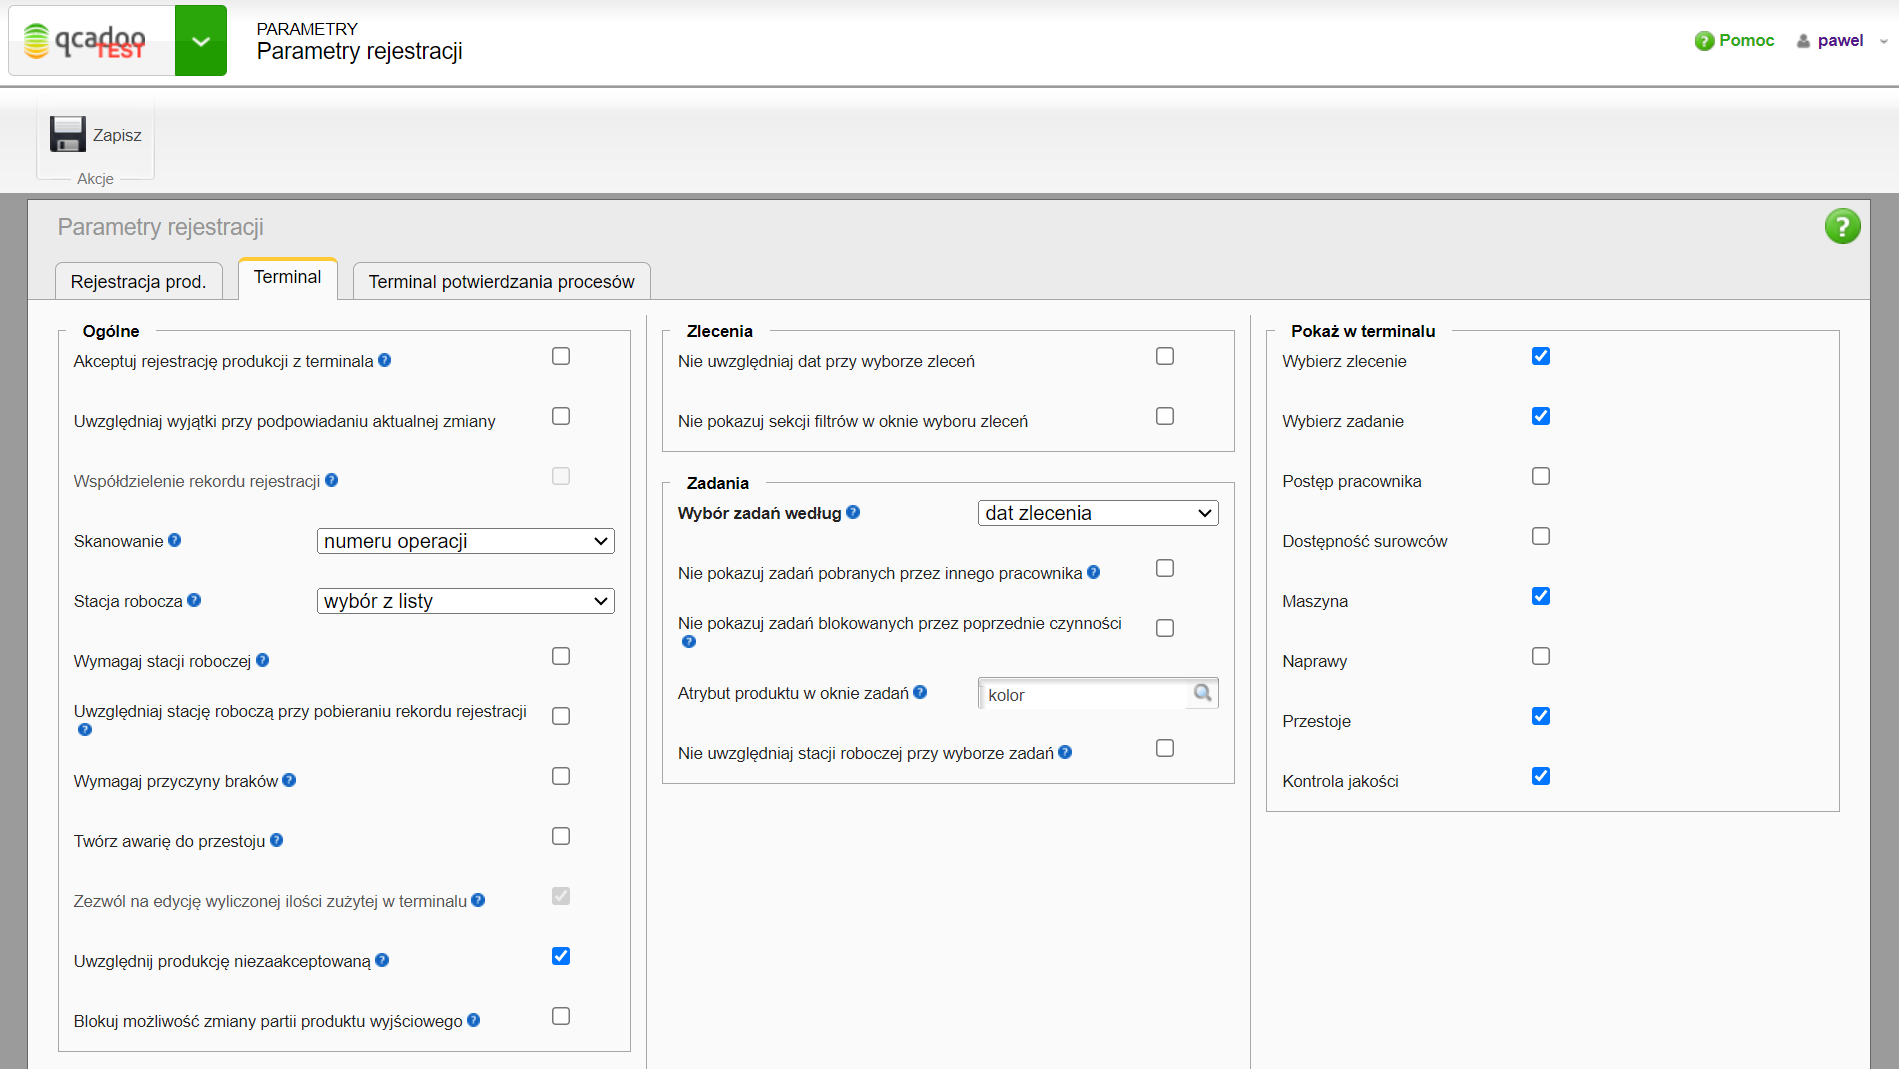 qcadoo
TEST
PARAMETRY
Parametry rejestracji
Pomoc
pawel
Zapisz
Akcje
Parametry rejestracji
Rejestracja prod.
Terminal
Terminal potwierdzania procesów
Ogólne
Akceptuj rejestrację produkcji z terminala
Uwzględniaj wyjątki przy podpowiadaniu aktualnej zmiany
Współdzielenie rekordu rejestracji
Skanowanie
numeru operacji
Stacja robocza
wybór z listy
Wymagaj stacji roboczej
Uwzględniaj stację roboczą przy pobieraniu rekordu rejestracji
Wymagaj przyczyny braków
Twórz awarię do przestoju
Zezwól na edycję wyliczonej ilości zużytej w terminalu
Uwzględnij produkcję niezaakceptowaną
Blokuj możliwość zmiany partii produktu wyjściowego
Zlecenia
Nie uwzględniaj dat przy wyborze zleceń
Nie pokazuj sekcji filtrów w oknie wyboru zleceń
Zadania
Wybór zadań według
dat zlecenia
Nie pokazuj zadań pobranych przez innego pracownika
Nie pokazuj zadań blokowanych przez poprzednie czynności
Atrybut produktu w oknie zadań
kolor
Nie uwzględniaj stacji roboczej przy wyborze zadań
Pokaż w terminalu
Wybierz zlecenie
Wybierz zadanie
Postęp pracownika
Dostępność surowców
Maszyna
Naprawy
Przestoje
Kontrola jakości